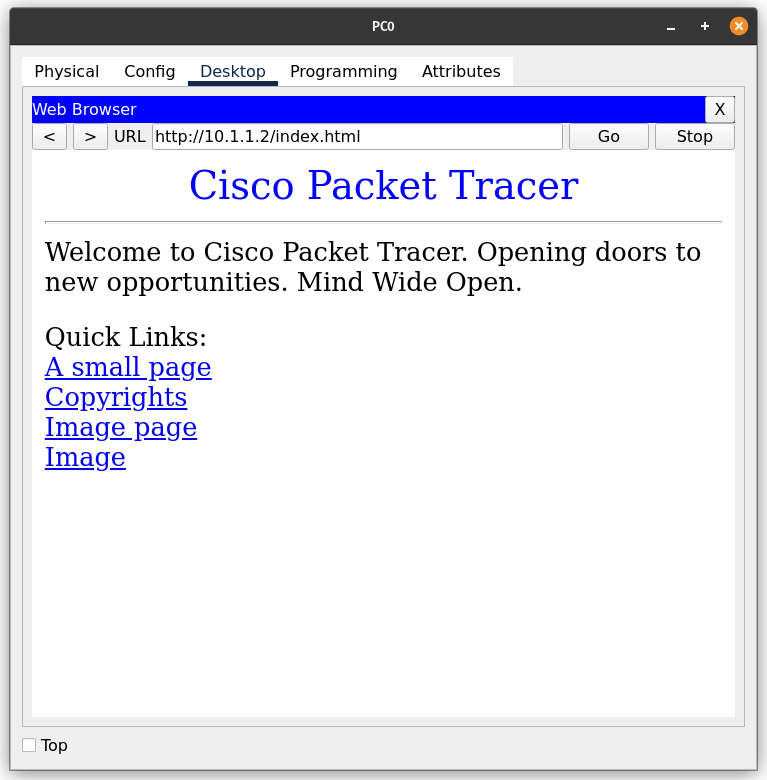 PC0
Physical Config Desktop Programming Attributes
Web Browser X
< > URL http://10.1.1.2/index.html Go Stop
Cisco Packet Tracer
Welcome to Cisco Packet Tracer. Opening doors to
new opportunities. Mind Wide Open.
Quick Links:
A small page
Copyrights
Image page
Image
Top